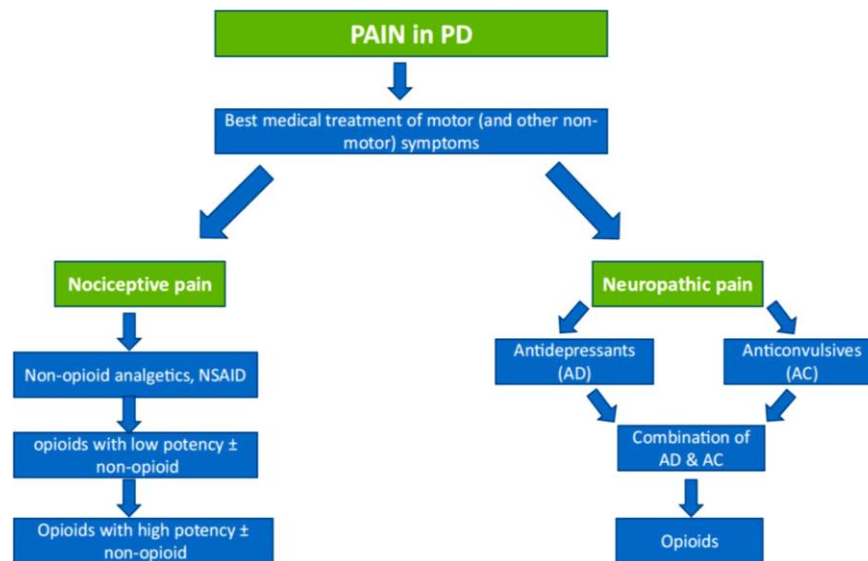 PAIN in PD
Best medical treatment of motor (and other non-
motor) symptoms
Nociceptive pain
Neuropathic pain
Non-opioid analgetics, NSAID
opioids with low potency ±
non-opioid
Opioids with high potency ±
non-opioid
Antidepressants
(AD)
Anticonvulsives
(AC)
Combination of
AD & AC
Opioids